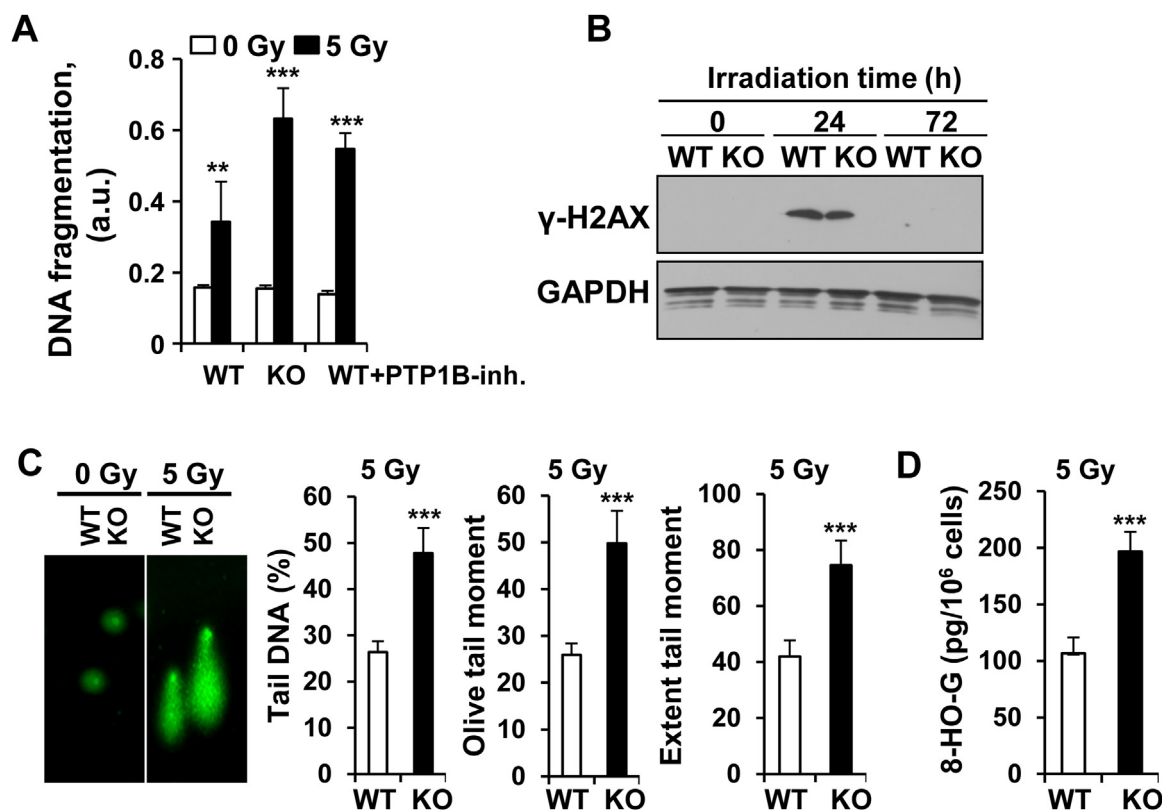 A
0 Gy 5 Gy
DNA fragmentation,
(a.u.)
0.8
0.6
0.4
0.2
0
**
***
***
WT KO WT+PTP1B-inh.
B
Irradiation time (h)
0 24 72
WT KO WT KO WT KO
γ-H2AX
GAPDH
C
0 Gy 5 Gy
WT KO WT KO
5 Gy
Tail DNA (%)
60
50
40
30
20
10
0
***
WT KO
5 Gy
Olive tail moment
60
50
40
30
20
10
0
***
WT KO
5 Gy
Extent tail moment
100
80
60
40
20
0
***
WT KO
D
5 Gy
8-HO-G (pg/10⁶ cells)
250
200
150
100
50
0
***
WT KO